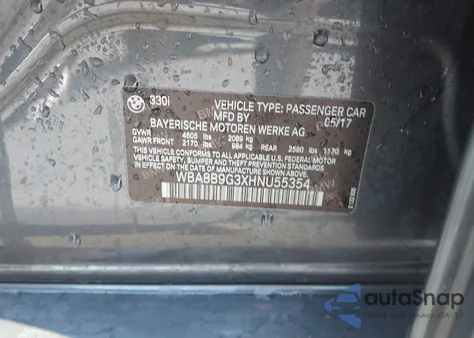 330i
VEHICLE TYPE: PASSENGER CAR
MFD BY 05/17
BAYERISCHE MOTOREN WERKE AG
GVWR 4605 lbs 2089 kg
GAWR FRONT 2170 lbs 984 kg REAR 2580 lbs 1170 kg
THIS VEHICLE CONFORMS TO ALL APPLICABLE U.S. FEDERAL MOTOR
VEHICLE SAFETY, BUMPER, AND THEFT PREVENTION STANDARDS
IN EFFECT ON THE DATE OF MANUFACTURE SHOWN ABOVE.
WBA8B9G3XHNU55354
autoSnap